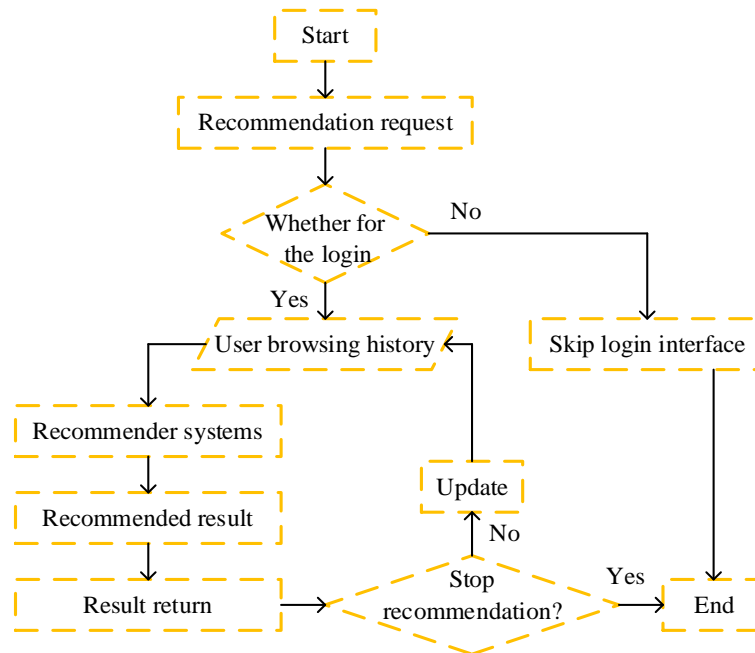 Start
Recommendation request
Whether for
the login
No
Yes
User browsing history
Skip login interface
Recommender systems
Update
Recommended result
No
Stop
recommendation?
Yes
Result return
End